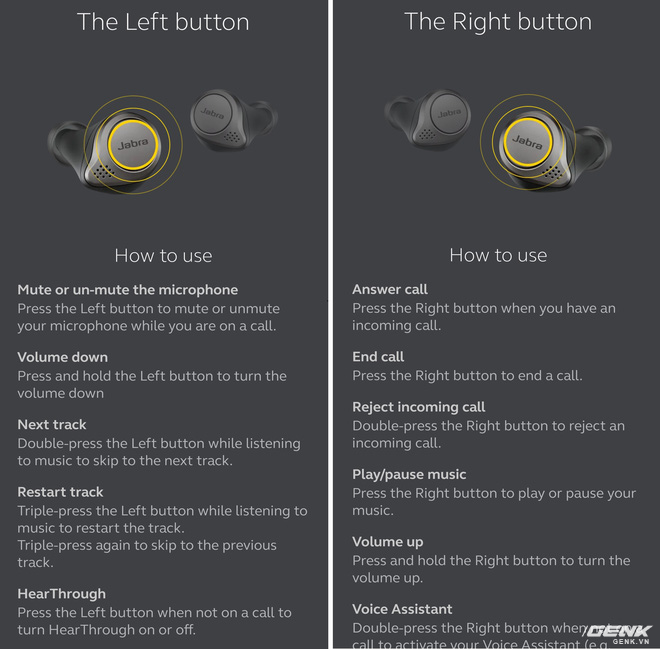 The Left button
Jabra
Jabra
How to use
Mute or un-mute the microphone
Press the Left button to mute or unmute
your microphone while you are on a call.
Volume down
Press and hold the Left button to turn the
volume down
Next track
Double-press the Left button while listening
to music to skip to the next track.
Restart track
Triple-press the Left button while listening to
music to restart the track.
Triple-press again to skip to the previous
track.
HearThrough
Press the Left button when not on a call to
turn HearThrough on or off.
The Right button
Jabra
Jabra
How to use
Answer call
Press the Right button when you have an
incoming call.
End call
Press the Right button to end a call.
Reject incoming call
Double-press the Right button to reject an
incoming call.
Play/pause music
Press the Right button to play or pause your
music.
Volume up
Press and hold the Right button to turn the
volume up.
Voice Assistant
Double-press the Right button when
call to activate your Voice Assistant (e.g.
GENK
GENK.VN